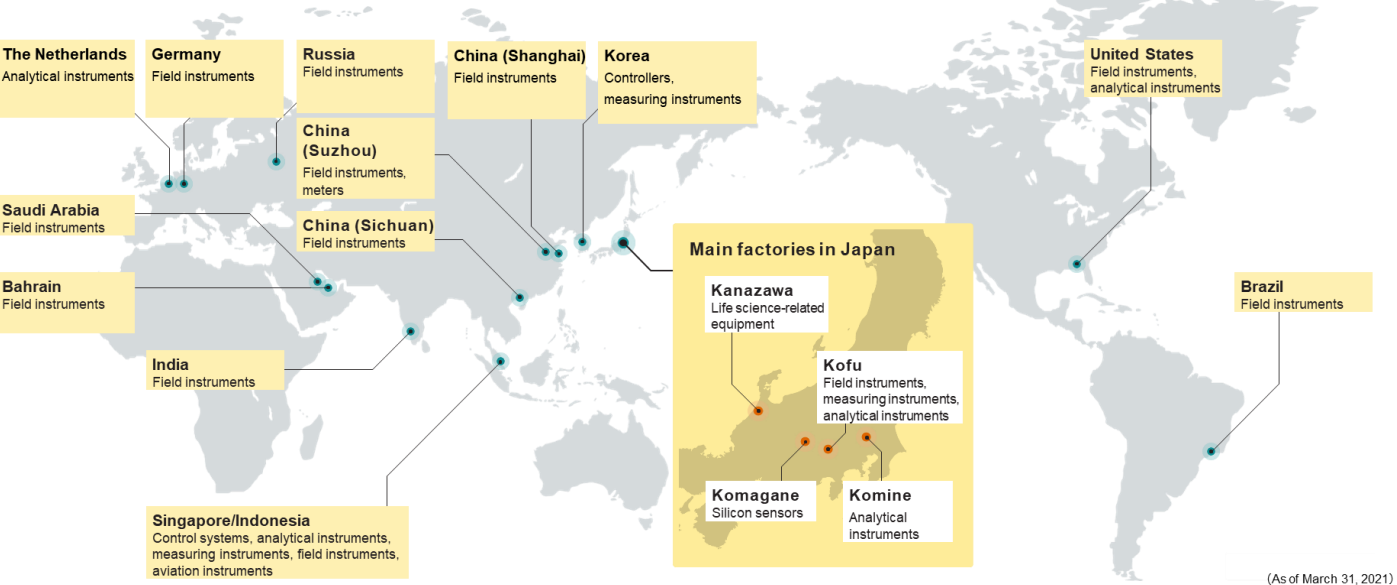 The Netherlands
Analytical instruments
Germany
Field instruments
Russia
Field instruments
China (Shanghai)
Field instruments
Korea
Controllers,
measuring instruments
United States
Field instruments,
analytical instruments
China
(Suzhou)
Field instruments,
meters
Saudi Arabia
Field instruments
China (Sichuan)
Field instruments
Bahrain
Field instruments
India
Field instruments
Singapore/Indonesia
Control systems, analytical instruments,
measuring instruments, field instruments,
aviation instruments
Main factories in Japan
Kanazawa
Life science-related
equipment
Kofu
Field instruments,
measuring instruments,
analytical instruments
Komagane
Silicon sensors
Komine
Analytical
instruments
Brazil
Field instruments
(As of March 31, 2021)